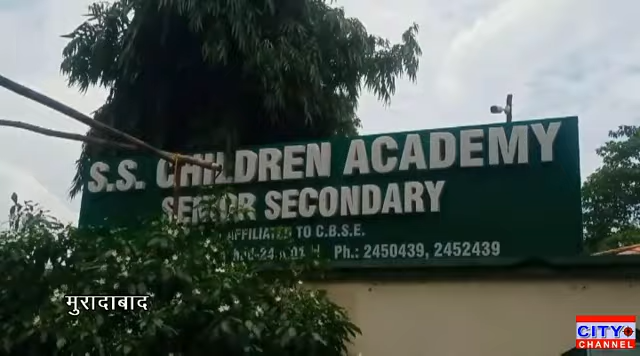 S.S. CHILDREN ACADEMY
SENIOR SECONDARY
AFFILIATED TO C.B.S.E.
Ph.: 2450439, 2452439
मुरादाबाद
CITY
CHANNEL